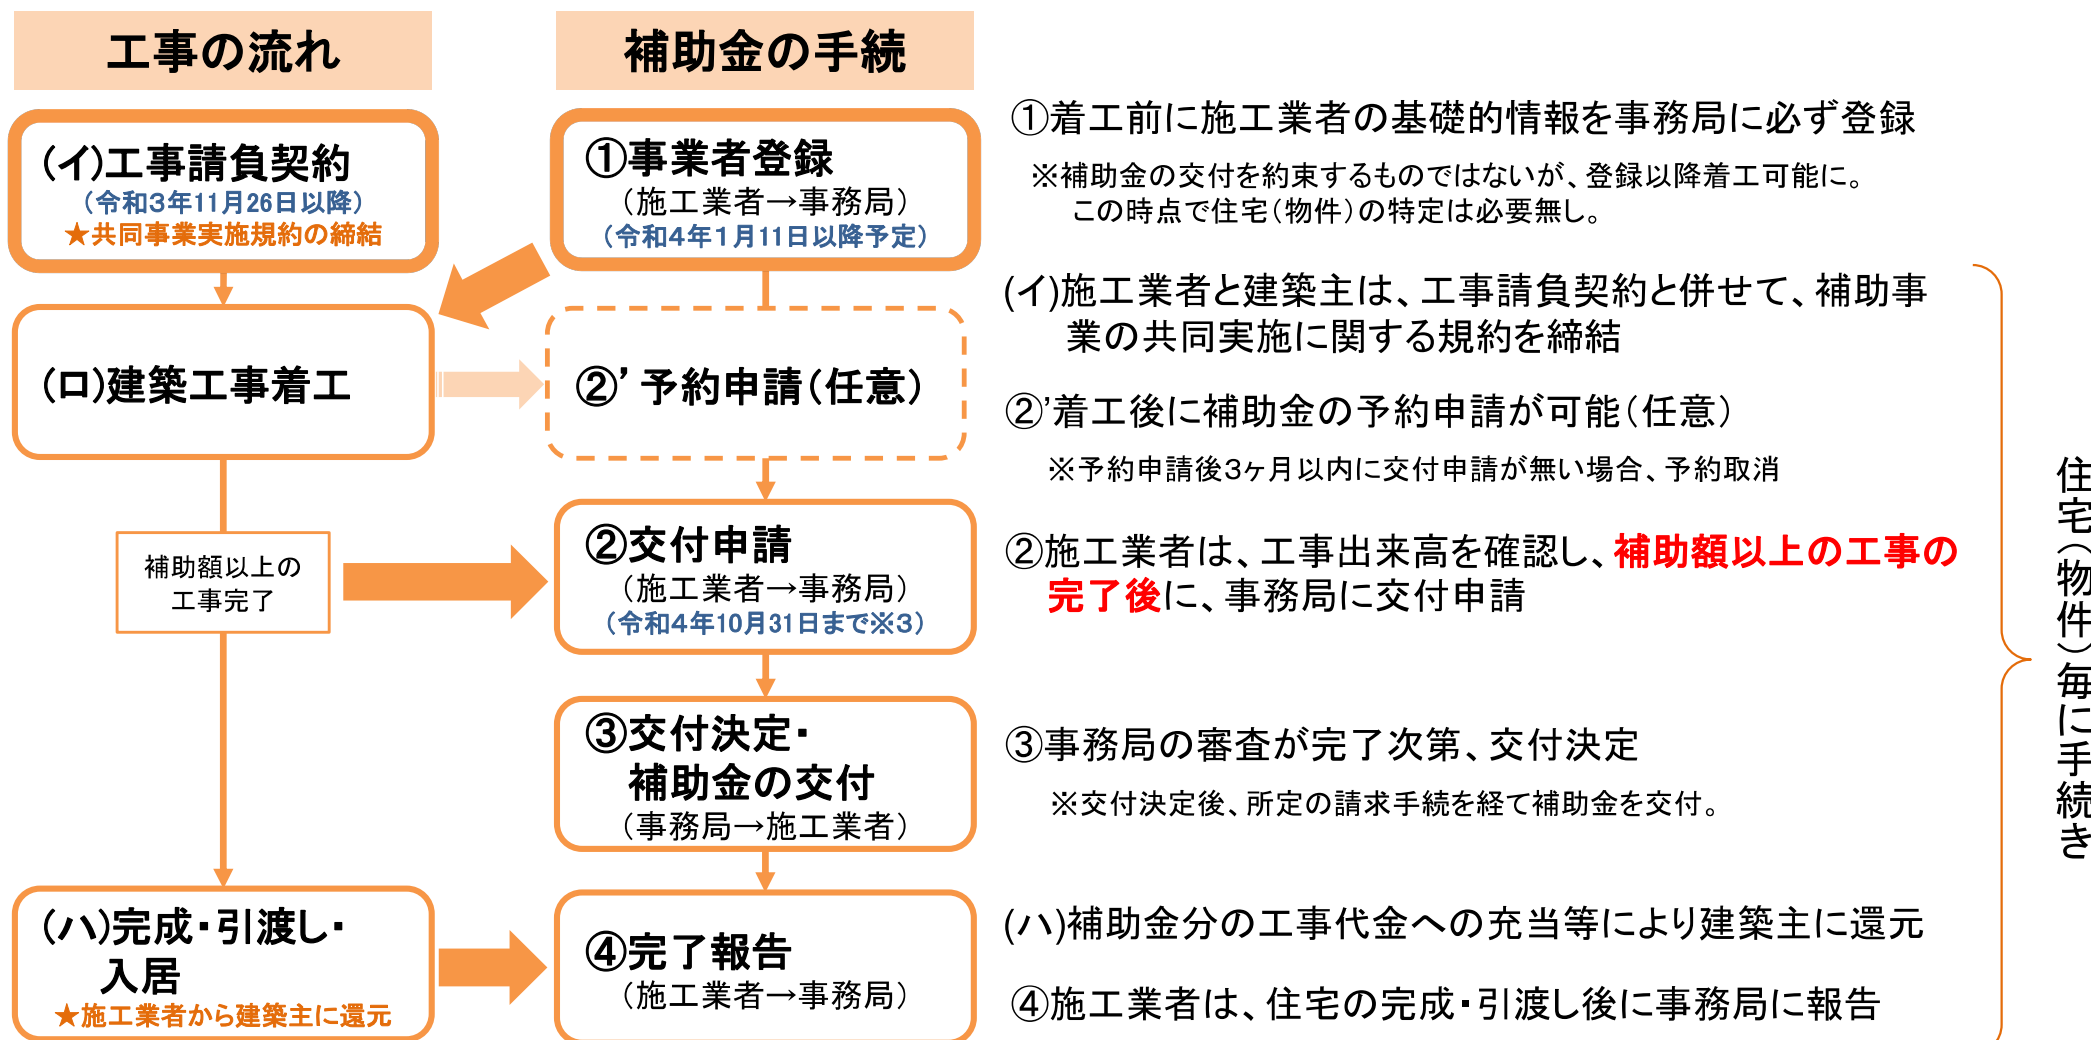 工事の流れ
補助金の手続
(イ)工事請負契約
(令和3年11月26日以降)
★共同事業実施規約の締結
①事業者登録
(施工業者→事務局)
(令和4年1月11日以降予定)
①着工前に施工業者の基礎的情報を事務局に必ず登録
※補助金の交付を約束するものではないが、登録以降着工可能に。
この時点で住宅(物件)の特定は必要無し。
(イ)施工業者と建築主は、工事請負契約と併せて、補助事
業の共同実施に関する規約を締結
(ロ)建築工事着工
②’予約申請(任意)
②'着工後に補助金の予約申請が可能(任意)
※予約申請後3ヶ月以内に交付申請が無い場合、予約取消
補助額以上の
工事完了
②交付申請
(施工業者→事務局)
(令和4年10月31日まで※3)
②施工業者は、工事出来高を確認し、補助額以上の工事の
完了後に、事務局に交付申請
③交付決定・
補助金の交付
(事務局→施工業者)
③事務局の審査が完了次第、交付決定
※交付決定後、所定の請求手続を経て補助金を交付。
(ハ)完成・引渡し・
入居
★施工業者から建築主に還元
④完了報告
(施工業者→事務局)
(ハ)補助金分の工事代金への充当等により建築主に還元
④施工業者は、住宅の完成・引渡し後に事務局に報告
住宅(物件)毎に手続き